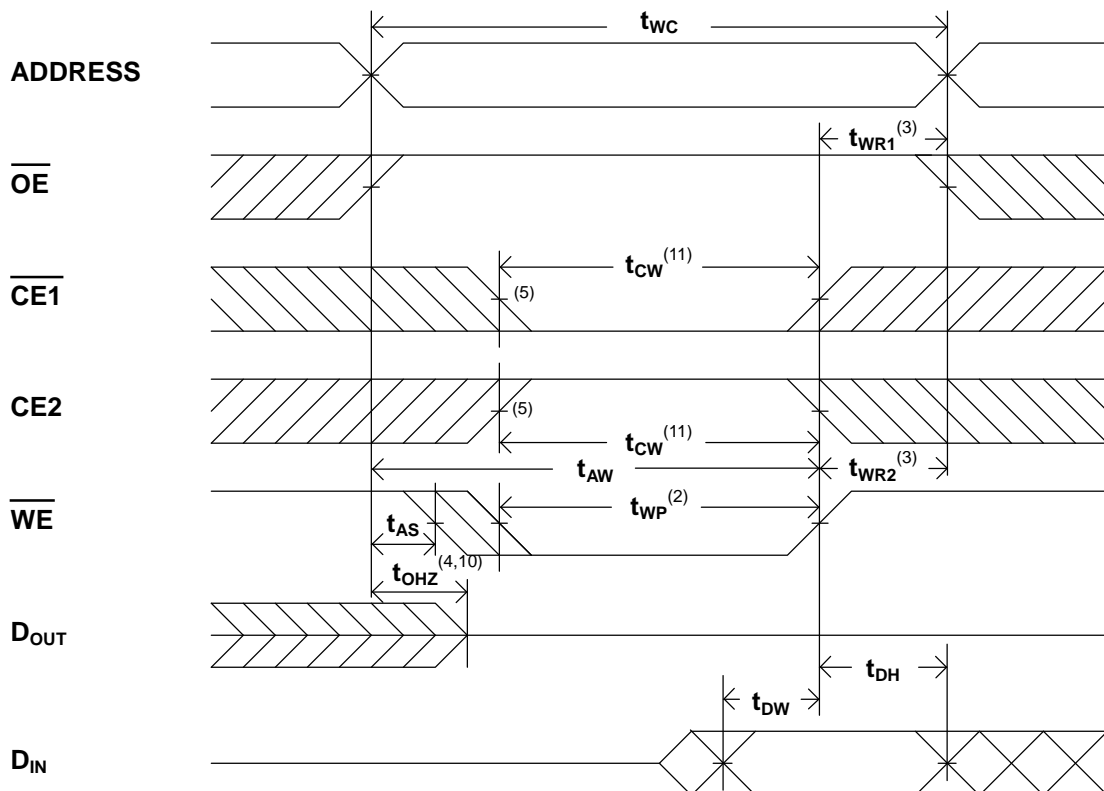 tWC
ADDRESS
tWR1(3)
OE
tCW(11)
CE1
(5)
CE2
(5)
tCW(11)
tAW
tWR2(3)
WE
tWP(2)
tAS
tOHZ(4,10)
DOUT
tDH
tDW
DIN